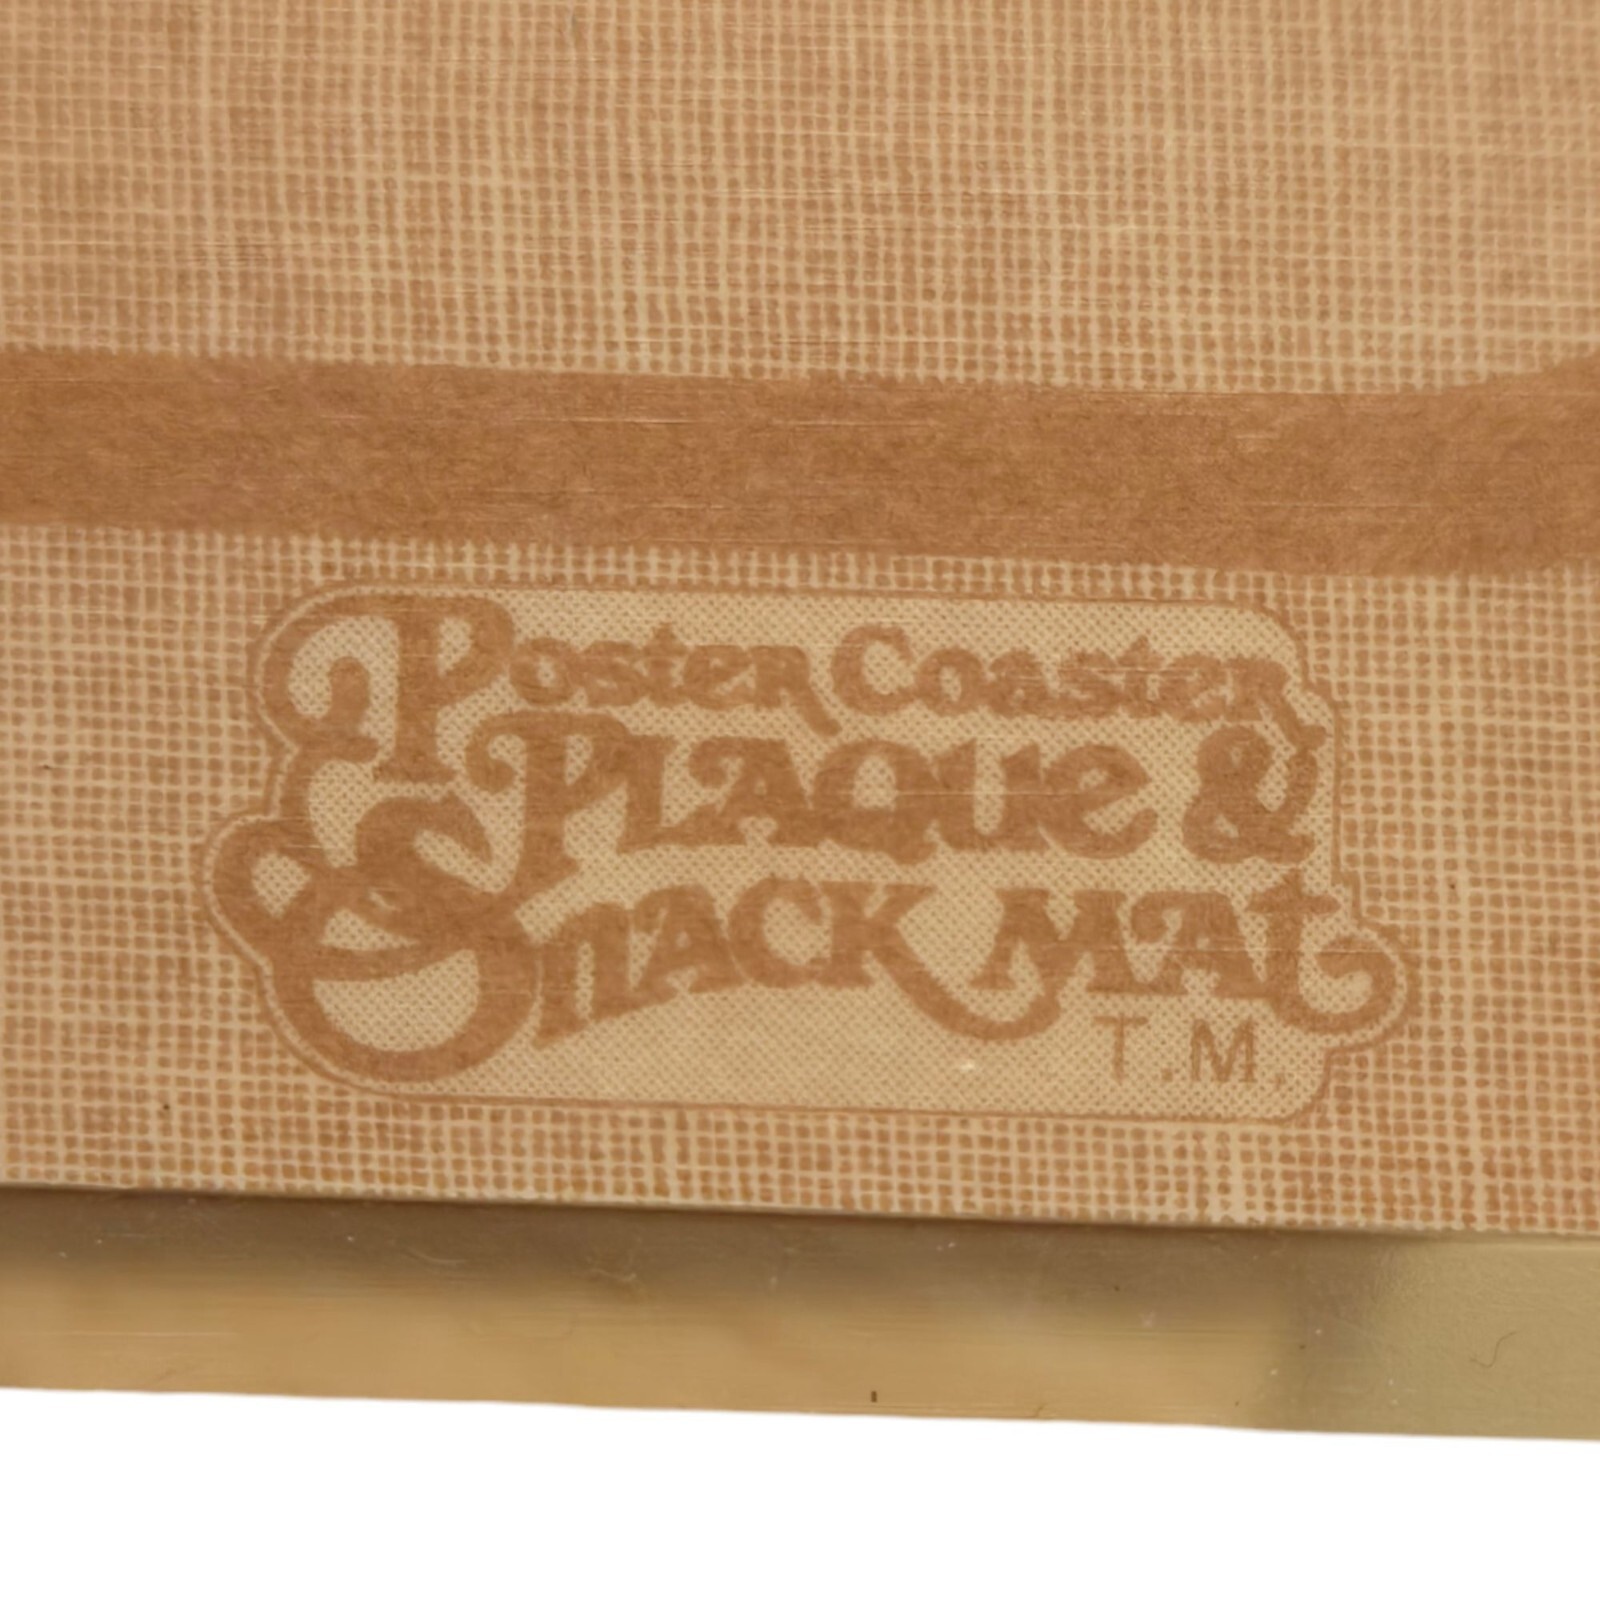 Poster Coaster,
Plaque &
Snack Mat
T.M.